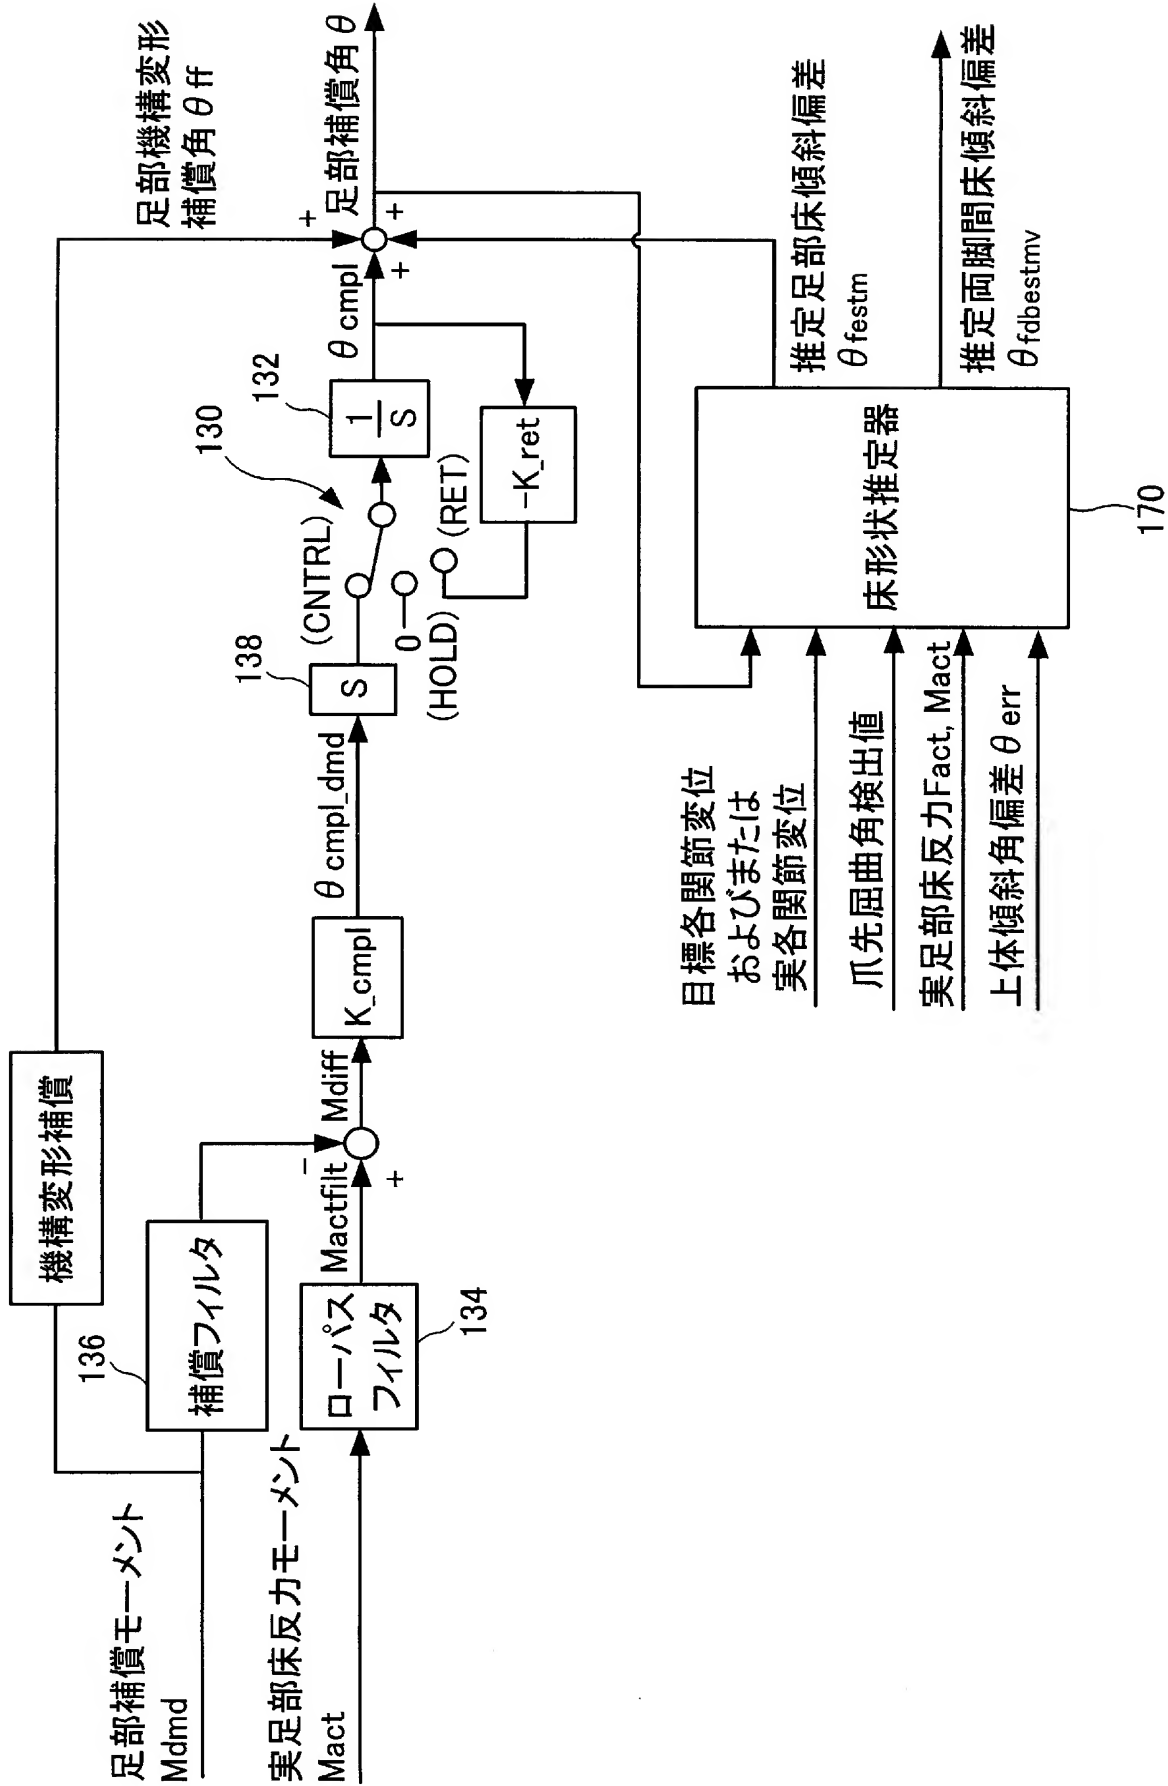 足部補償モーメント
Mdmd
136
補償フィルタ
機構変形補償
足部機構変形
補償角θff
実足部床反力モーメント
Mact
ローパス
フィルタ
134
Mactfilt
+
−
Mdiff
K_cmpl
θcmpl_dmd
138
S
(CNTRL)
0
(HOLD)
(RET)
130
132
1
S
-K_ret
θcmpl
+
+
+
足部補償角θ
目標各関節変位
およびまたは
実各関節変位
爪先屈曲角検出値
実足部床反力Fact, Mact
上体傾斜角偏差θerr
床形状推定器
170
推定足部床傾斜偏差
θfestm
推定両脚間床傾斜偏差
θfdbestmv